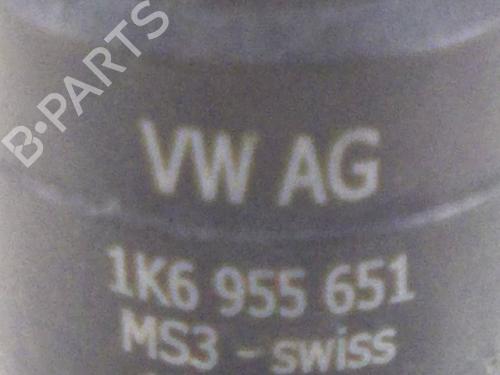 B-PARTS
VW AG
1K6 955 651
MS3 - swiss